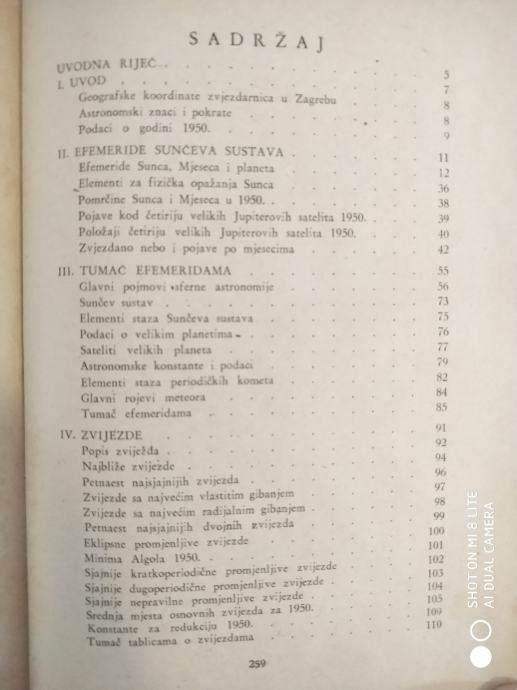 SADRŽAJ
UVODNA RIJEČ . . . . . . 5
I. UVOD . . . . . . 7
Geografske koordinate zvjezdarnica u Zagrebu . . . 8
Astronomski znaci i pokrate . . . . . 8
Podaci o godini 1950. . . . . . 9
II. EFEMERIDE SUNČEVA SUSTAVA . . . . . 11
Efemeride Sunca, Mjeseca i planeta . . . . 12
Elementi za fizička opažanja Sunca . . . . 36
Pomrčine Sunca i Mjeseca u 1950. . . . . 38
Pojave kod četiriju velikih Jupiterovih satelita 1950. . . . 39
Položaji četiriju velikih Jupiterovih satelita 1950. . . . 40
Zvjezdano nebo i pojave po mjesecima . . . . 42
III. TUMAČ EFEMERIDAMA . . . . . 55
Glavni pojmovi sferne astronomije . . . . 56
Sunčev sustav . . . . . . 73
Elementi staza Sunčeva sustava . . . . . 75
Podaci o velikim planetima . . . . . 76
Sateliti velikih planeta . . . . . 77
Astronomske konstante i podaci . . . . . 79
Elementi staza periodičkih kometa . . . . 82
Glavni rojevi meteora . . . . . 84
Tumač efemeridama . . . . . 85
IV. ZVIJEZDE . . . . . . 91
Popis zviježđa . . . . . . 92
Najbliže zvijezde . . . . . . 94
Petnaest najsjajnijih zvijezda . . . . . 96
Zvijezde sa najvećim vlastitim gibanjem . . . . 97
Zvijezde sa najvećim radijalnim gibanjem . . . . 98
Petnaest najsjajnijih dvojnih zvijezda . . . . 99
Eklipsne promjenljive zvijezde . . . . . 100
Minima Algola 1950. . . . . . 101
Sjajnije kratkoperiodične promjenljive zvijezde . . . 102
Sjajnije dugoperiodične promjenljive zvijezde . . . 103
Sjajnije nepravilne promjenljive zvijezde . . . . 104
Srednja mjesta osnovnih zvijezda za 1950. . . . 105
Konstante za redukciju 1950. . . . . 109
Tumač tablicama o zvijezdama . . . . . 110
259
SHOT ON MI 8 LITE
AI DUAL CAMERA